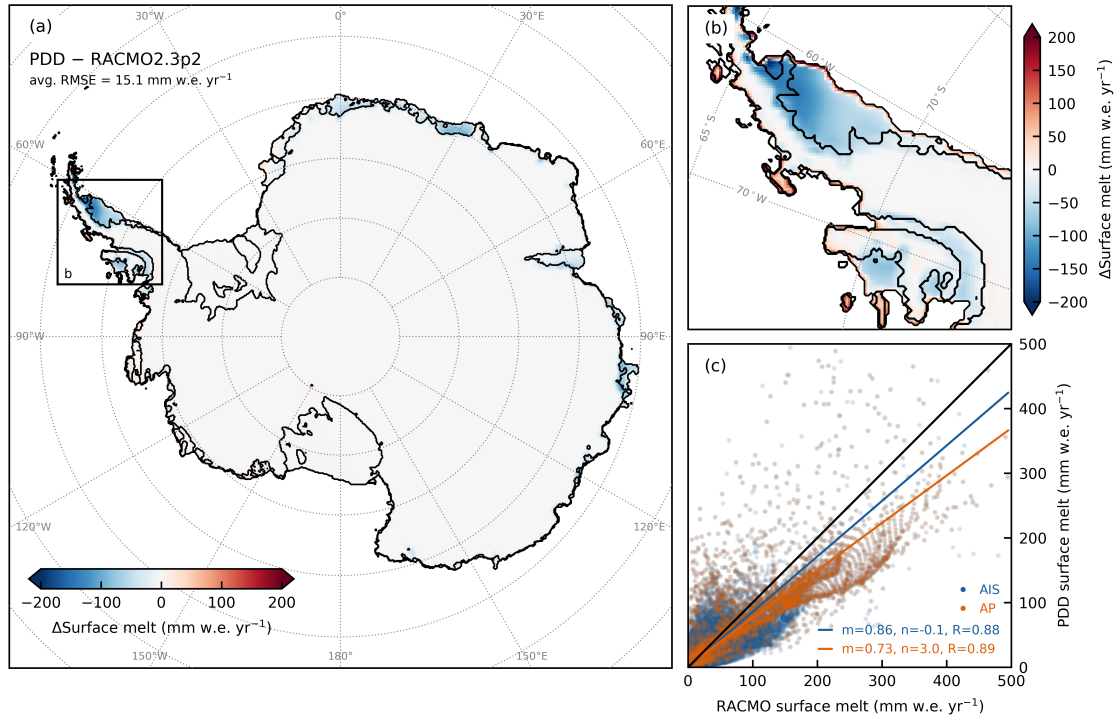 (a)
PDD − RACMO2.3p2
avg. RMSE = 15.1 mm w.e. yr⁻¹
30°W
0°
30°E
60°W
60°E
b
90°W
90°E
120°W
120°E
150°W
180°
150°E
−200
−100
0
100
200
ΔSurface melt (mm w.e. yr⁻¹)
(b)
60°W
70°S
65°S
70°W
200
150
100
50
0
−50
−100
−150
−200
ΔSurface melt (mm w.e. yr⁻¹)
(c)
500
400
300
200
100
0
PDD surface melt (mm w.e. yr⁻¹)
AIS
AP
m=0.86, n=-0.1, R=0.88
m=0.73, n=3.0, R=0.89
0
100
200
300
400
500
RACMO surface melt (mm w.e. yr⁻¹)